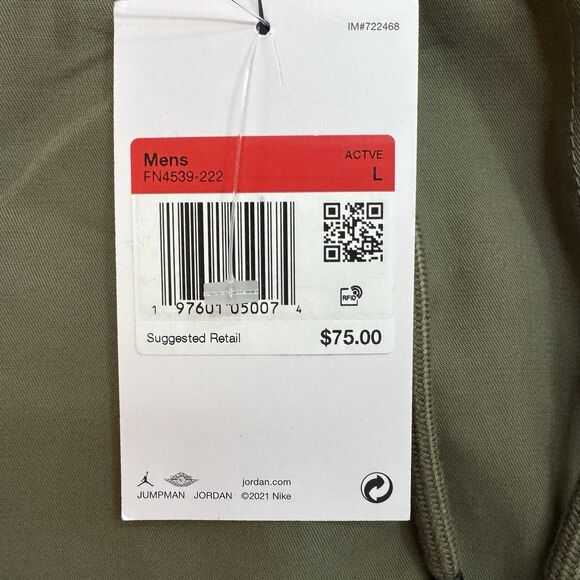 IM#722468
Mens ACTVE
FN4539-222 L
1 97601 05007 4
RFID
Suggested Retail $75.00
jordan.com
JUMPMAN JORDAN ©2021 Nike